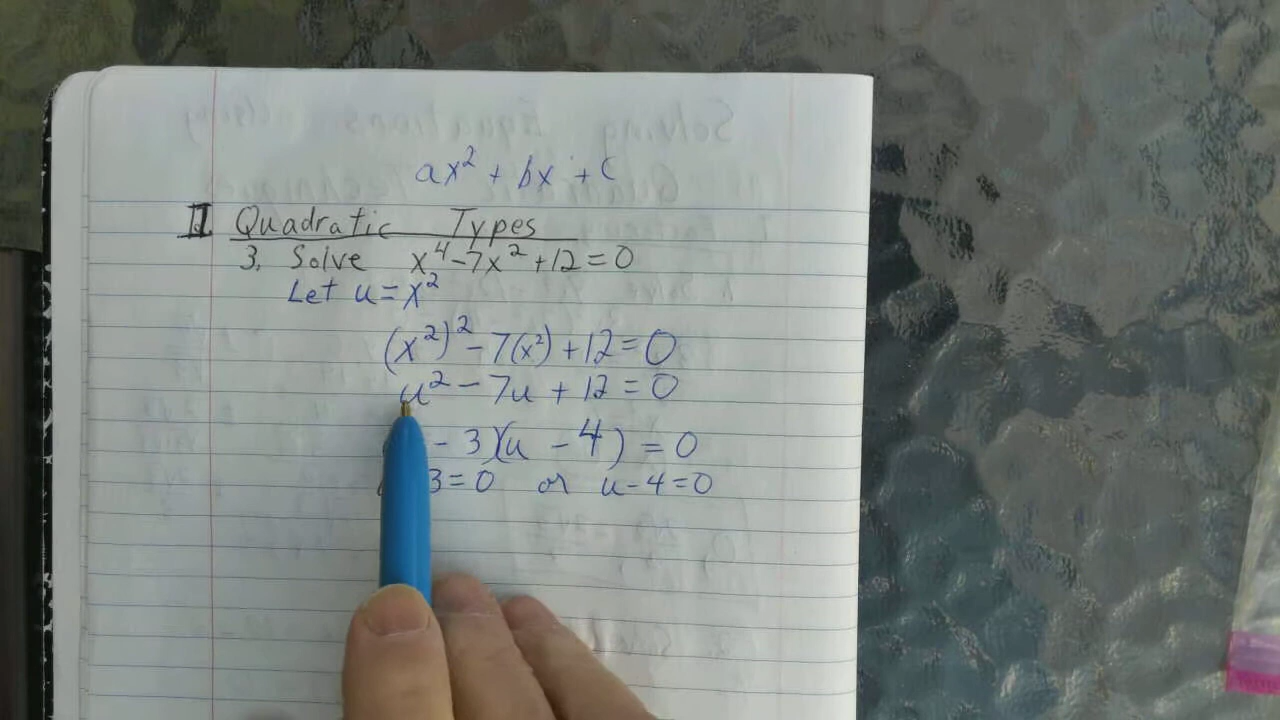 ax² + bx + c
II Quadratic Types
3. Solve x⁴-7x²+12=0
Let u=x²
(x²)² - 7(x²) + 12 = 0
u² - 7u + 12 = 0
- 3)(u - 4) = 0
3=0 or u-4=0